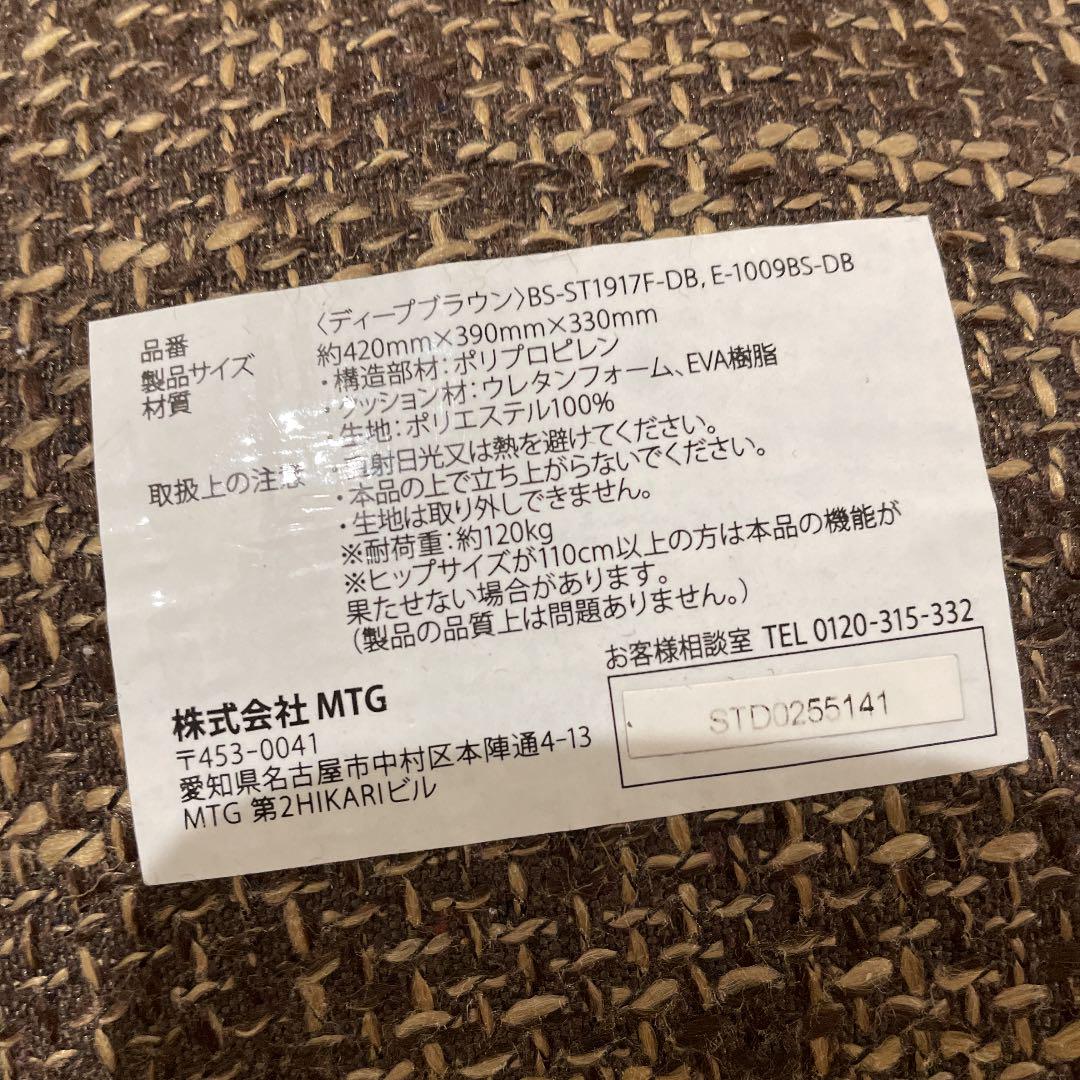 品番 〈ディープブラウン〉BS-ST1917F-DB, E-1009BS-DB
製品サイズ 約420mm×390mm×330mm
材質 ・構造部材：ポリプロピレン
・クッション材：ウレタンフォーム、EVA樹脂
・生地：ポリエステル100%
取扱上の注意 ・直射日光又は熱を避けてください。
・本品の上で立ち上がらないでください。
・生地は取り外しできません。
※耐荷重：約120kg
※ヒップサイズが110cm以上の方は本品の機能が
果たせない場合があります。
（製品の品質上は問題ありません。）
お客様相談室 TEL 0120-315-332
STD0255141
株式会社 MTG
〒453-0041
愛知県名古屋市中村区本陣通4-13
MTG 第2HIKARIビル